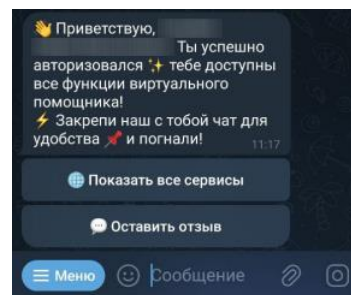 👋 Приветствую,
Ты успешно
авторизовался ✨ тебе доступны
все функции виртуального
помощника!
⚡ Закрепи наш с тобой чат для
удобства 📌 и погнали!
11:17
🌐 Показать все сервисы
💬 Оставить отзыв
Меню
Сообщение